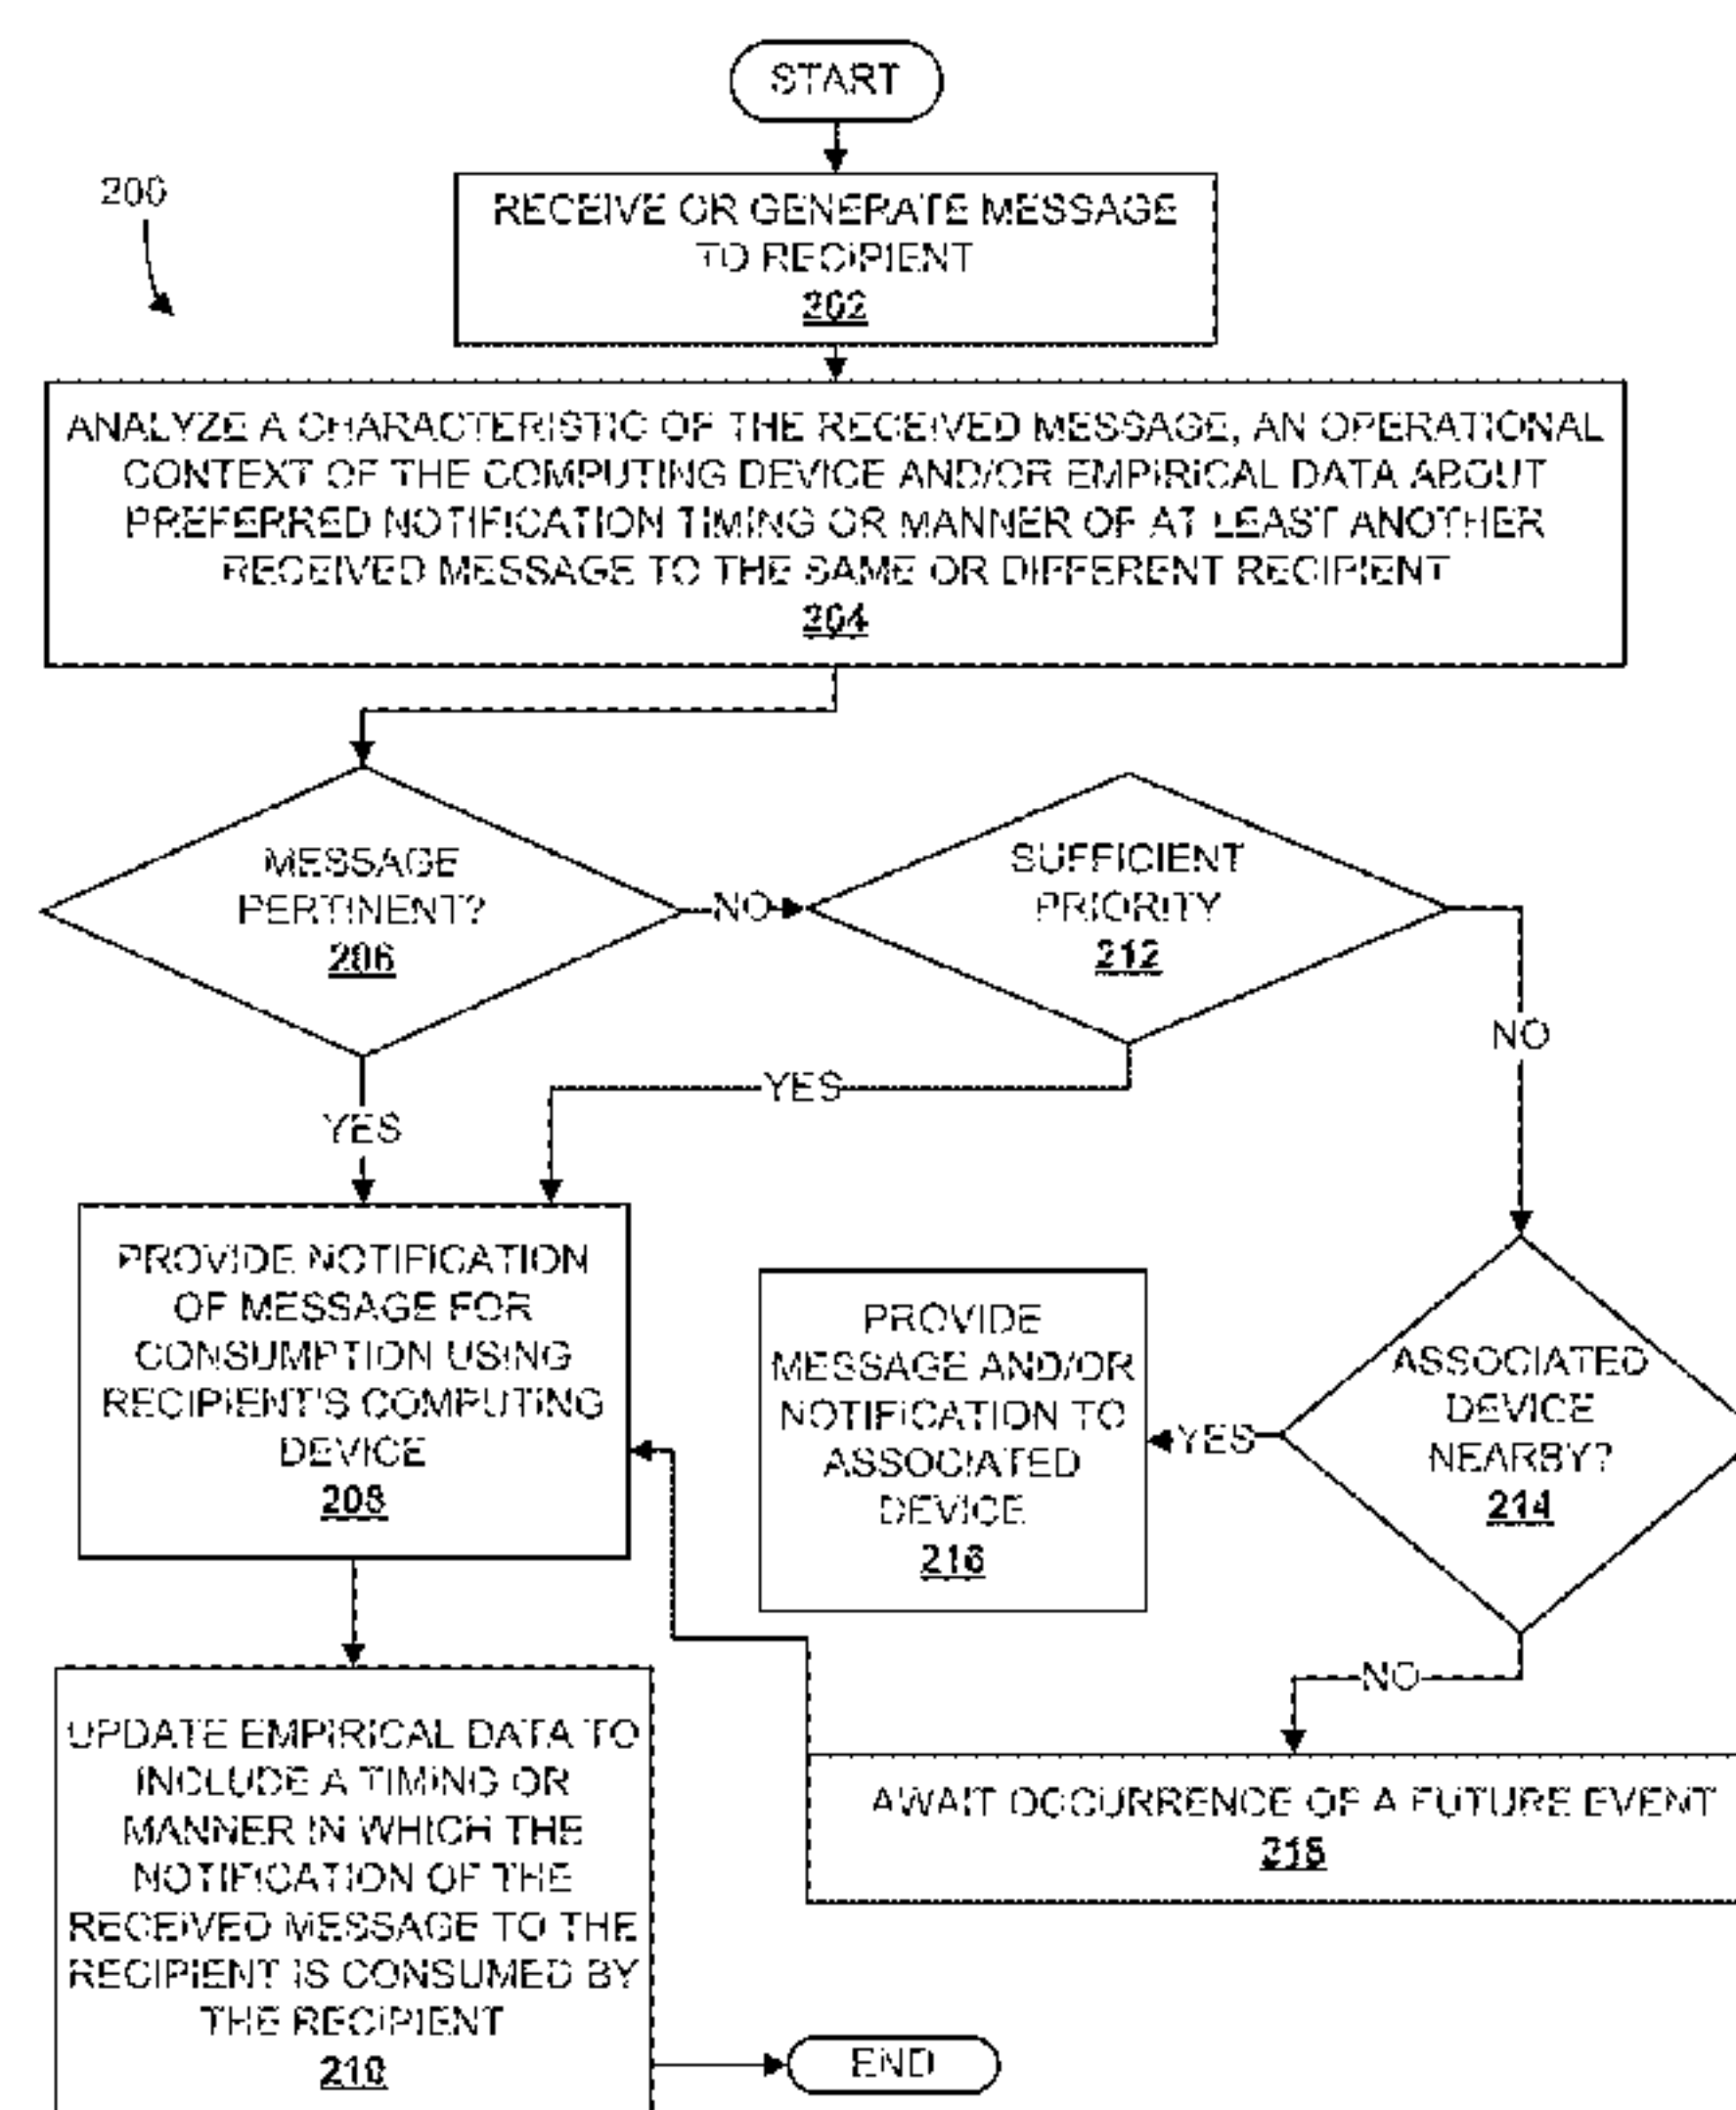 START
200
RECEIVE OR GENERATE MESSAGE
TO RECIPIENT
202
ANALYZE A CHARACTERISTIC OF THE RECEIVED MESSAGE, AN OPERATIONAL
CONTEXT OF THE COMPUTING DEVICE AND/OR EMPIRICAL DATA ABOUT
PREFERRED NOTIFICATION TIMING OR MANNER OF AT LEAST ANOTHER
RECEIVED MESSAGE TO THE SAME OR DIFFERENT RECIPIENT
204
MESSAGE
PERTINENT?
206
NO
SUFFICIENT
PRIORITY
212
NO
YES
YES
PROVIDE NOTIFICATION
OF MESSAGE FOR
CONSUMPTION USING
RECIPIENT'S COMPUTING
DEVICE
208
PROVIDE
MESSAGE AND/OR
NOTIFICATION TO
ASSOCIATED
DEVICE
216
YES
ASSOCIATED
DEVICE
NEARBY?
214
NO
AWAIT OCCURRENCE OF A FUTURE EVENT
218
UPDATE EMPIRICAL DATA TO
INCLUDE A TIMING OR
MANNER IN WHICH THE
NOTIFICATION OF THE
RECEIVED MESSAGE TO THE
RECIPIENT IS CONSUMED BY
THE RECIPIENT
210
END